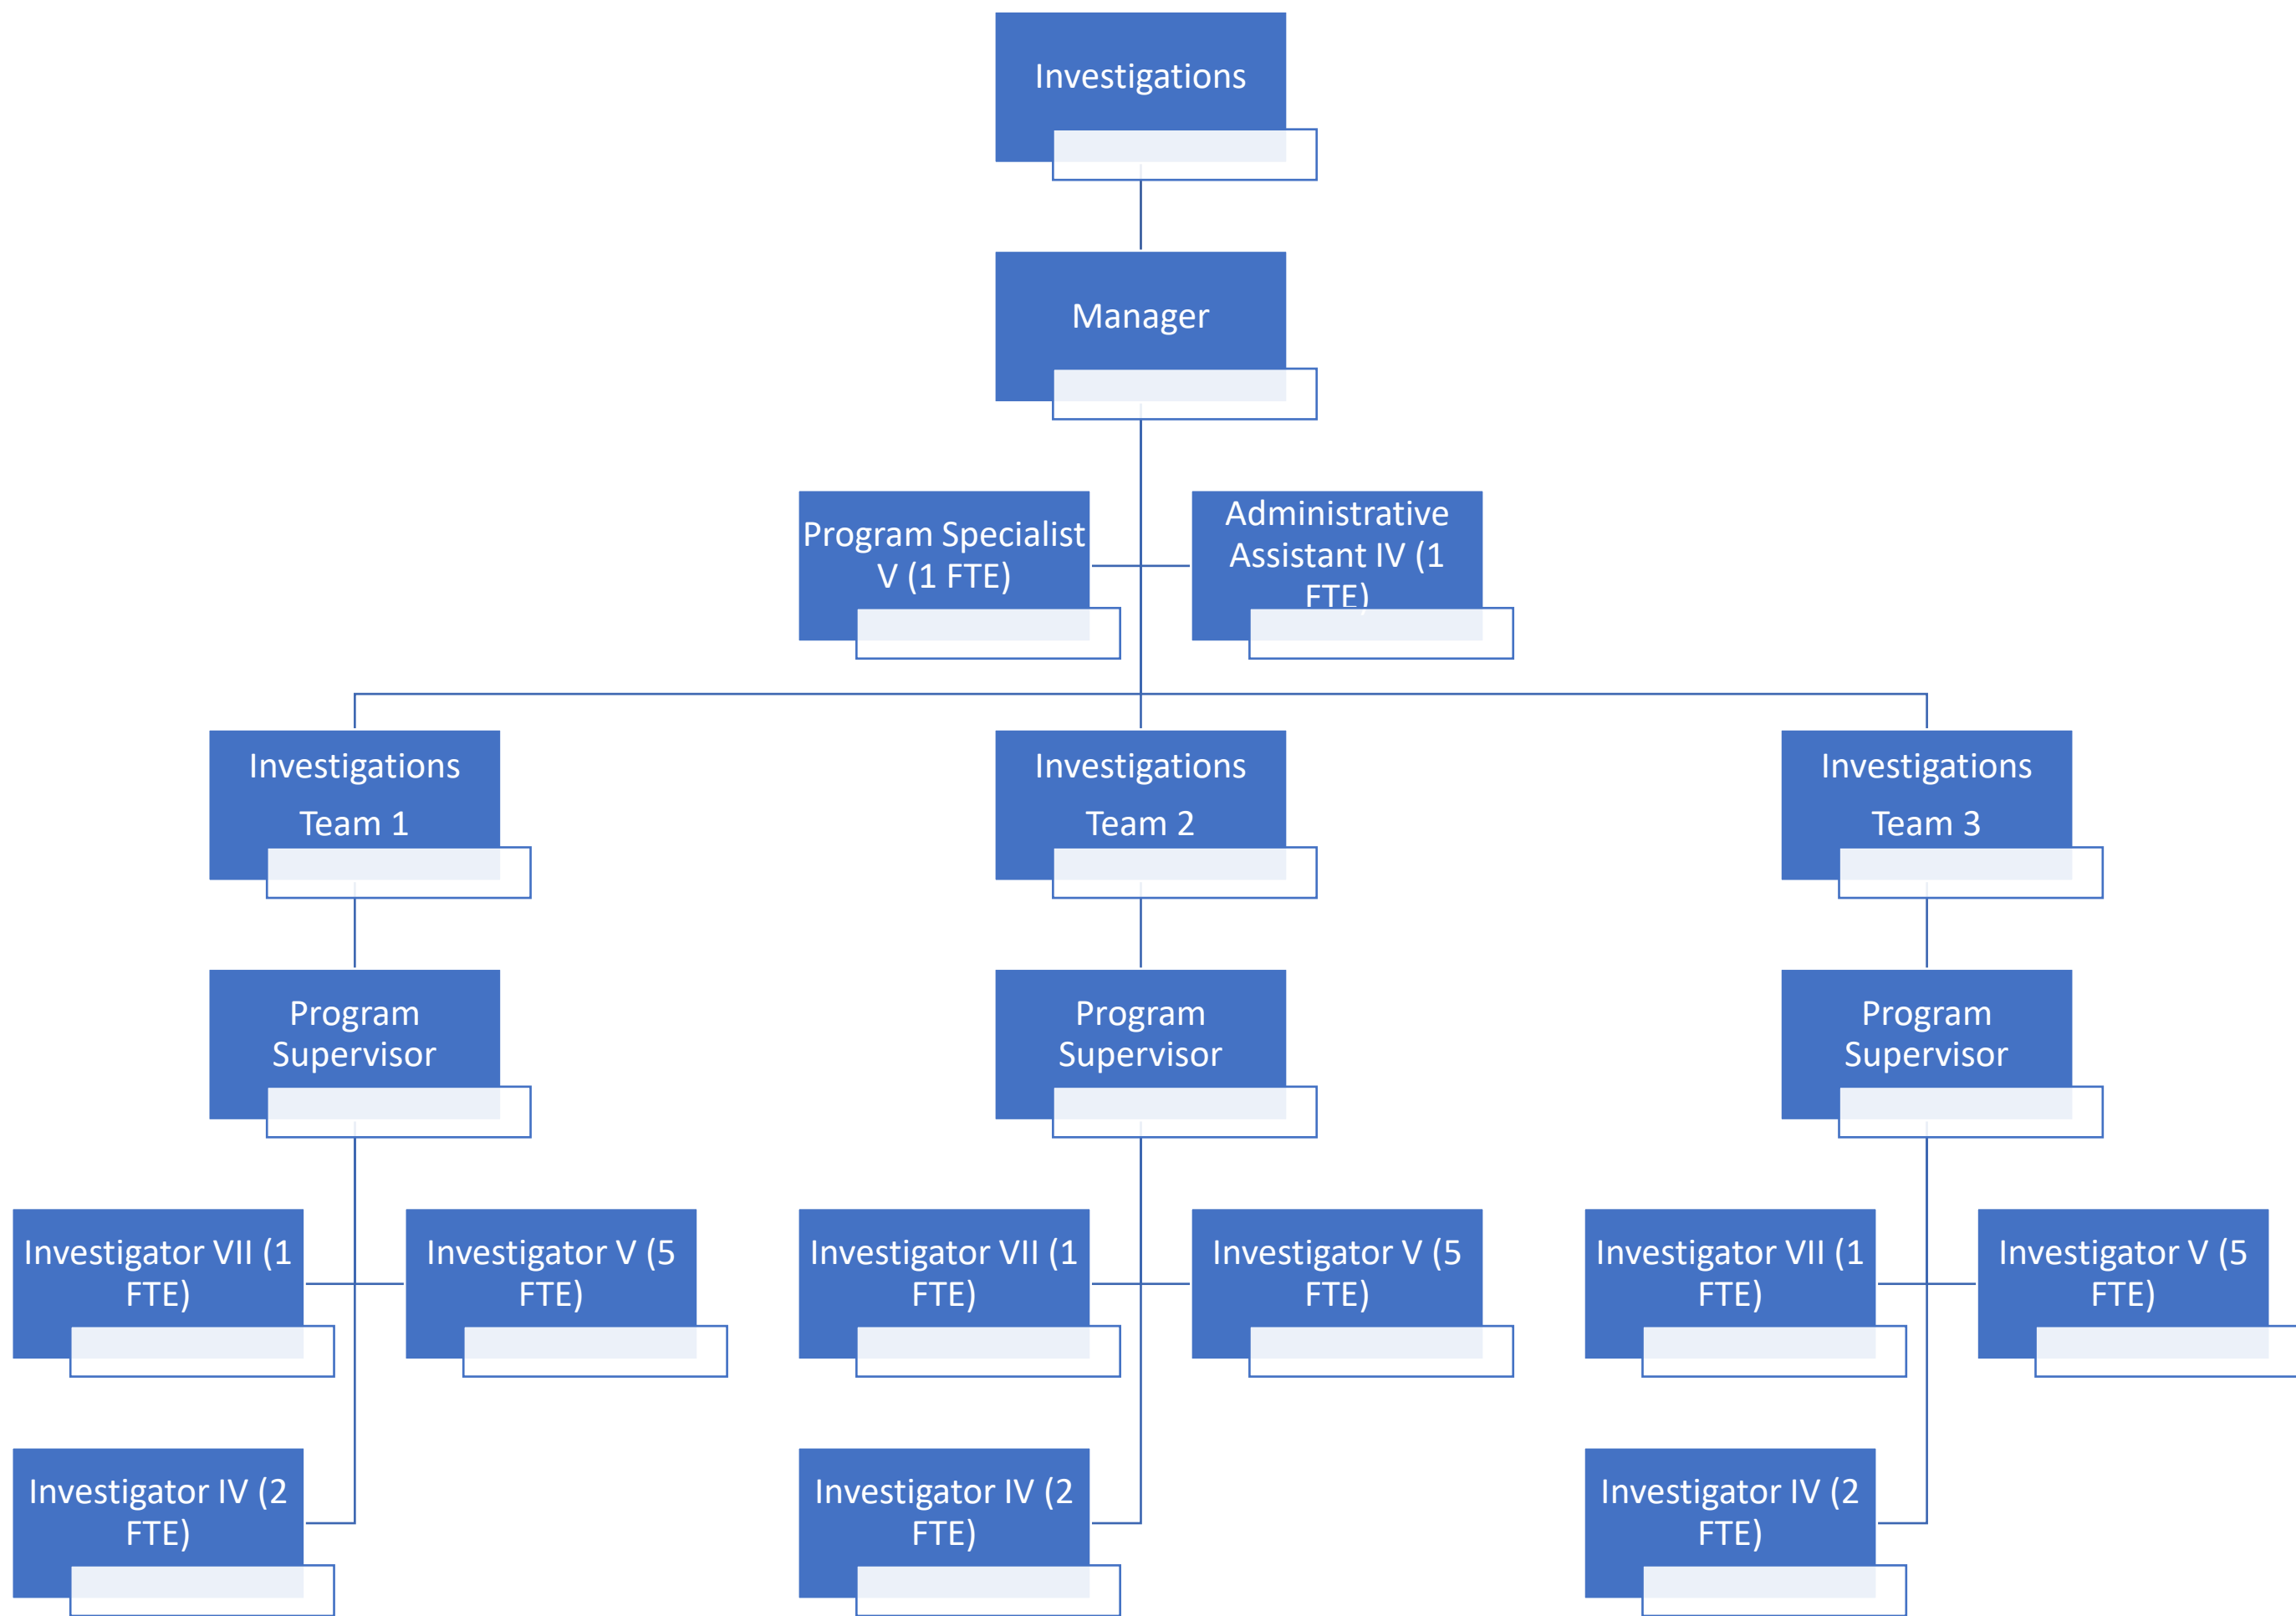 Investigations
Manager
Program Specialist
V (1 FTE)
Administrative
Assistant IV (1
FTE)
Investigations
Team 1
Investigations
Team 2
Investigations
Team 3
Program
Supervisor
Program
Supervisor
Program
Supervisor
Investigator VII (1
FTE)
Investigator V (5
FTE)
Investigator VII (1
FTE)
Investigator V (5
FTE)
Investigator VII (1
FTE)
Investigator V (5
FTE)
Investigator IV (2
FTE)
Investigator IV (2
FTE)
Investigator IV (2
FTE)